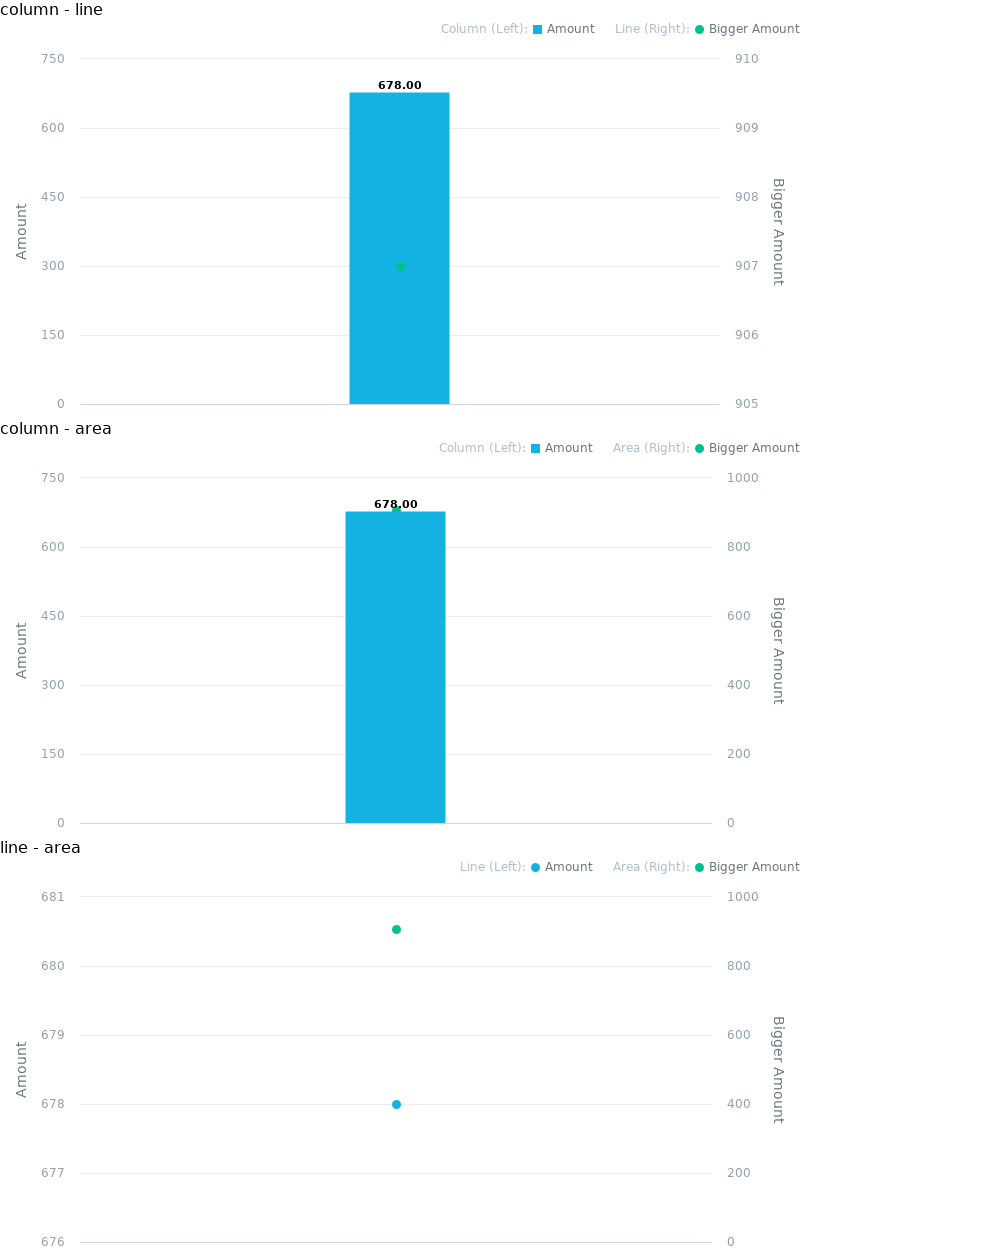 column - line
Column (Left): Amount Line (Right): Bigger Amount
750 910
678.00
600 909
450 908
Amount
Bigger Amount
300 907
150 906
0 905
column - area
Column (Left): Amount Area (Right): Bigger Amount
750 1000
678.00
600 800
450 600
Amount
Bigger Amount
300 400
150 200
0 0
line - area
Line (Left): Amount Area (Right): Bigger Amount
681 1000
680 800
679 600
Amount
Bigger Amount
678 400
677 200
676 0